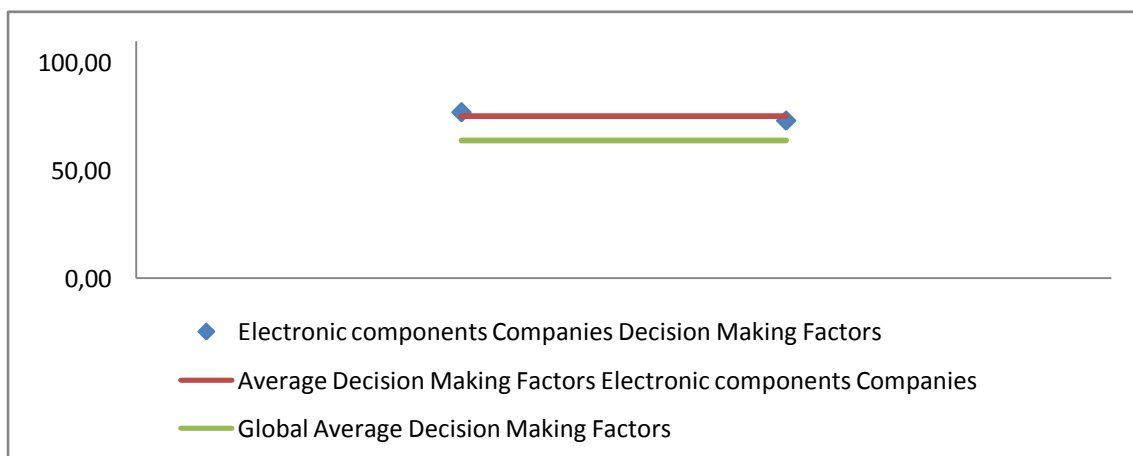 100,00
50,00
0,00
Electronic components Companies Decision Making Factors
Average Decision Making Factors Electronic components Companies
Global Average Decision Making Factors